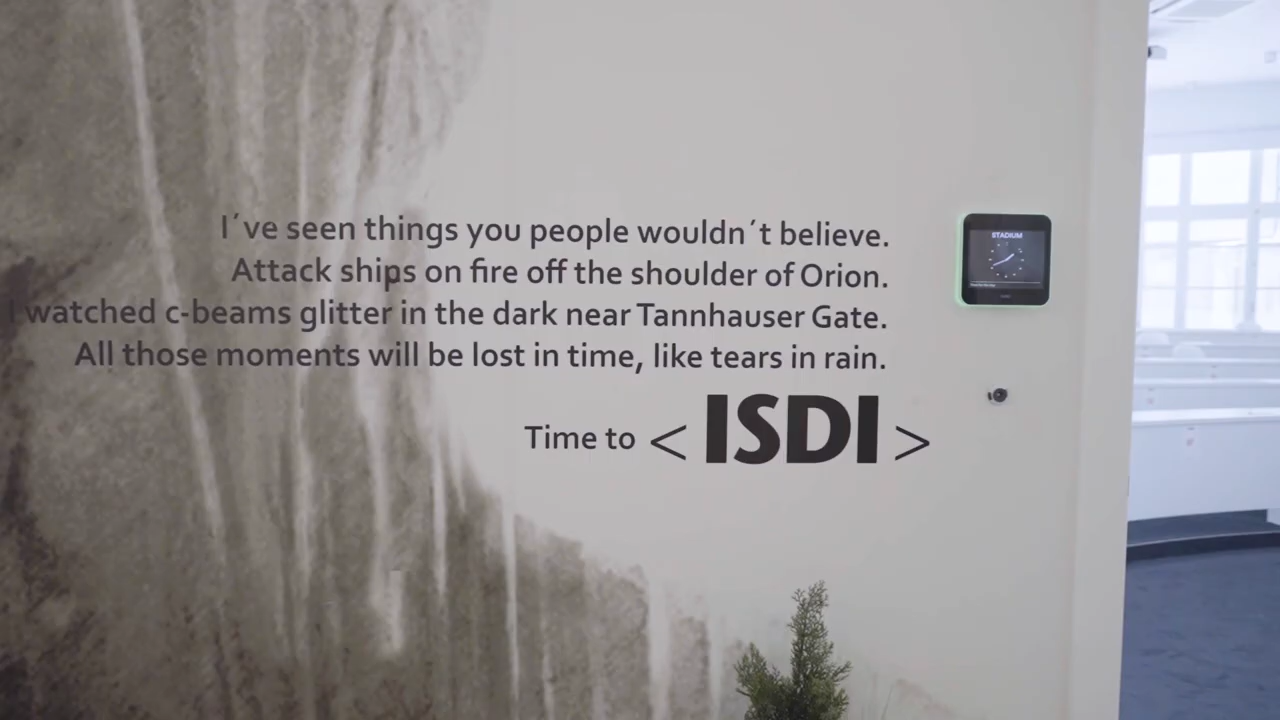 I´ve seen things you people wouldn´t believe.
Attack ships on fire off the shoulder of Orion.
I watched c-beams glitter in the dark near Tannhauser Gate.
All those moments will be lost in time, like tears in rain.
Time to < ISDI >
STADIUM